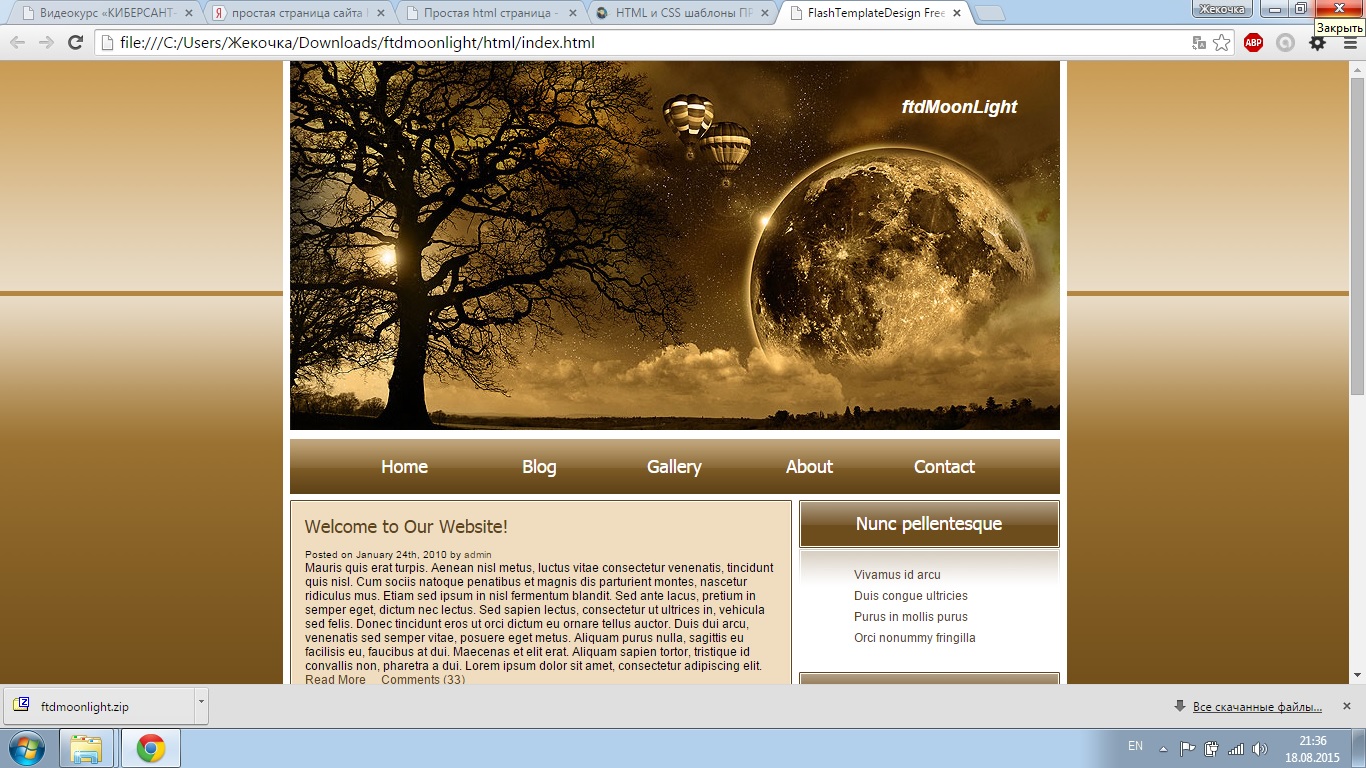 Видеокурс «КИБЕРСАНТ-
простая страница сайта
Простая html страница -
HTML и CSS шаблоны ПР
FlashTemplateDesign Free
Жекочка
Закрыть
file:///C:/Users/Жекочка/Downloads/ftdmoonlight/html/index.html
ABP
ftdMoonLight
Home Blog Gallery About Contact
Welcome to Our Website!
Posted on January 24th, 2010 by admin
Mauris quis erat turpis. Aenean nisl metus, luctus vitae consectetur venenatis, tincidunt
quis nisl. Cum sociis natoque penatibus et magnis dis parturient montes, nascetur
ridiculus mus. Etiam sed ipsum in nisl fermentum blandit. Sed ante lacus, pretium in
semper eget, dictum nec lectus. Sed sapien lectus, consectetur ut ultrices in, vehicula
sed felis. Donec tincidunt eros ut orci dictum eu ornare tellus auctor. Duis dui arcu,
venenatis sed semper vitae, posuere eget metus. Aliquam purus nulla, sagittis eu
facilisis eu, faucibus at dui. Maecenas et elit erat. Aliquam sapien tortor, tristique id
convallis non, pharetra a dui. Lorem ipsum dolor sit amet, consectetur adipiscing elit.
Read More Comments (33)
Nunc pellentesque
Vivamus id arcu
Duis congue ultricies
Purus in mollis purus
Orci nonummy fringilla
ftdmoonlight.zip
Все скачанные файлы...
EN
21:36
18.08.2015